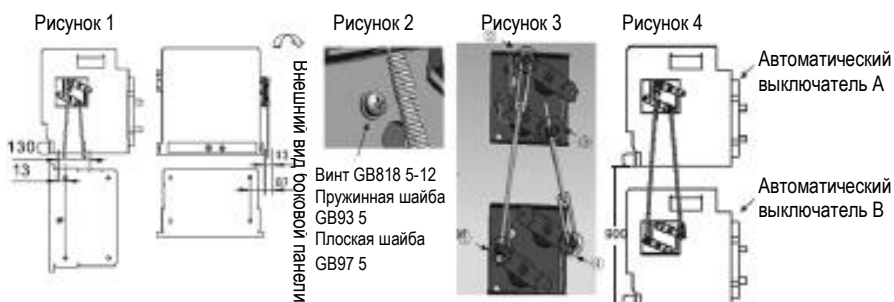 Рисунок 1
Рисунок 2
Рисунок 3
Рисунок 4
130
13
Внешний вид боковой панели
Винт GB818 5-12
Пружинная шайба
GB93 5
Плоская шайба
GB97 5
Автоматический
выключатель A
Автоматический
выключатель B
900